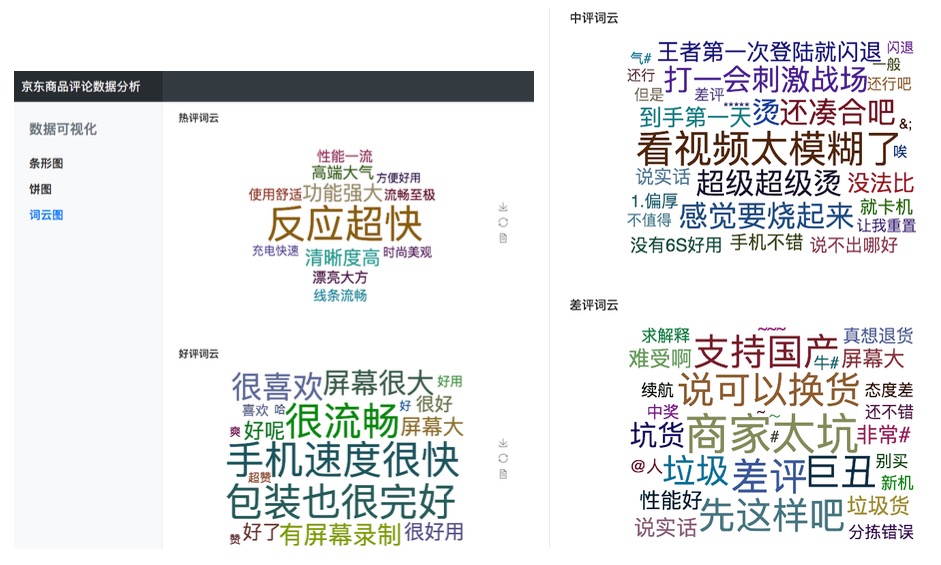 京东商品评论数据分析
数据可视化
条形图
饼图
词云图
热评词云
性能一流
高端大气 方便好用
使用舒适 功能强大 流畅至极
反应超快
充电快速 清晰度高 时尚美观
漂亮大方
线条流畅
好评词云
很喜欢 屏幕很大 好用
喜欢 哈 很流畅 好 很好
爽 好呢 屏幕大
手机速度很快
超赞
包装也很完好
赞 好了 有屏幕录制 很好用
中评词云
气# 王者第一次登陆就闪退 闪退
还行 打一会刺激战场 一般
但是 差评 还行吧
***** 
到手第一天 烫 还凑合吧 &;
看视频太模糊了 唉
说实话 超级超级烫 没法比
1.偏厚 感觉要烧起来 就卡机
不值得 让我重置
没有6S好用 手机不错 说不出哪好
差评词云
~~~
求解释 支持国产 真想退货
难受啊 牛# 屏幕大
续航 说可以换货 态度差
中奖 ~ ~ 还不错
坑货 商家太坑 # 非常#
@人 垃圾 差评 巨丑 别买
新机
性能好 先这样吧 垃圾货
说实话 分拣错误